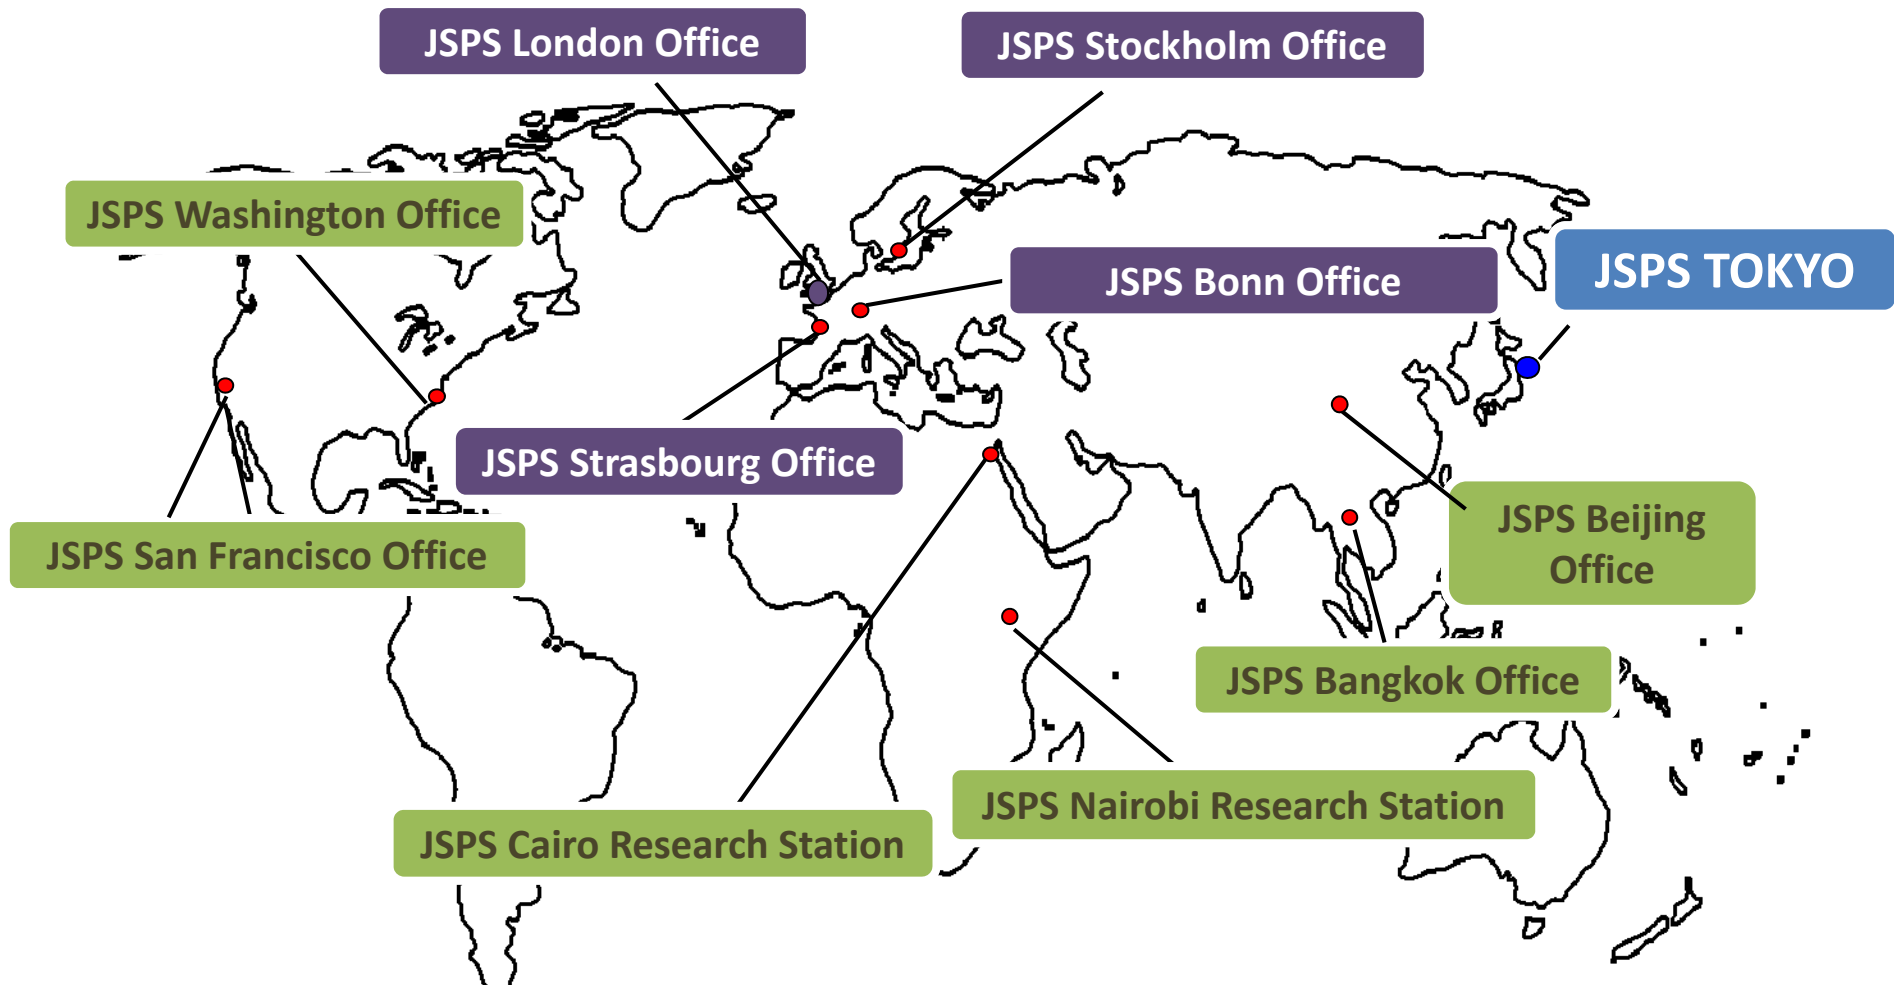 JSPS London Office
JSPS Stockholm Office
JSPS Washington Office
JSPS Bonn Office
JSPS TOKYO
JSPS Strasbourg Office
JSPS San Francisco Office
JSPS Beijing
Office
JSPS Bangkok Office
JSPS Nairobi Research Station
JSPS Cairo Research Station